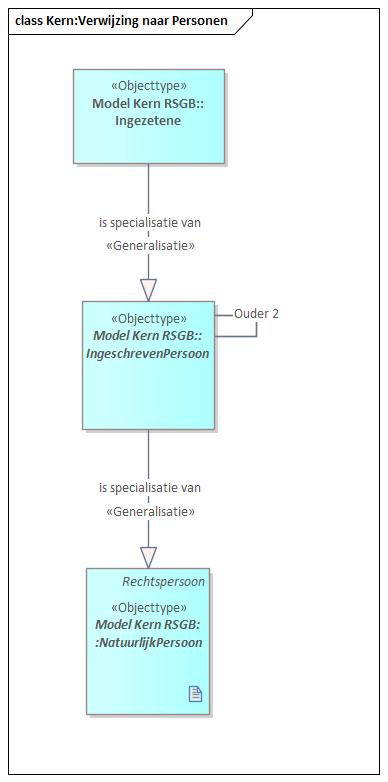 class Kern:Verwijzing naar Personen
«Objecttype»
Model Kern RSGB::
Ingezetene
is specialisatie van
«Generalisatie»
«Objecttype»
Model Kern RSGB::
IngeschrevenPersoon
Ouder 2
is specialisatie van
«Generalisatie»
Rechtspersoon
«Objecttype»
Model Kern RSGB:
:NatuurlijkPersoon